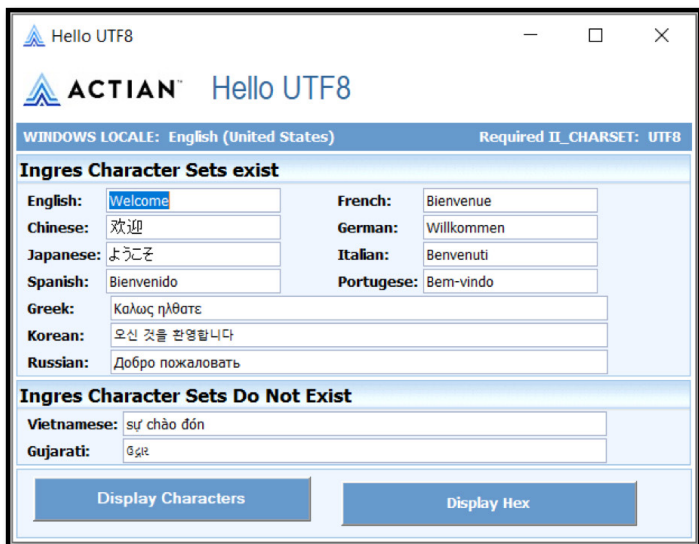 Hello UTF8
ACTIAN™ Hello UTF8
WINDOWS LOCALE: English (United States) Required II_CHARSET: UTF8
Ingres Character Sets exist
English: Welcome French: Bienvenue
Chinese: 欢迎 German: Willkommen
Japanese: ようこそ Italian: Benvenuti
Spanish: Bienvenido Portugese: Bem-vindo
Greek: Καλως ηλθατε
Korean: 오신 것을 환영합니다
Russian: Добро пожаловать
Ingres Character Sets Do Not Exist
Vietnamese: sự chào đón
Gujarati:
Display Characters Display Hex